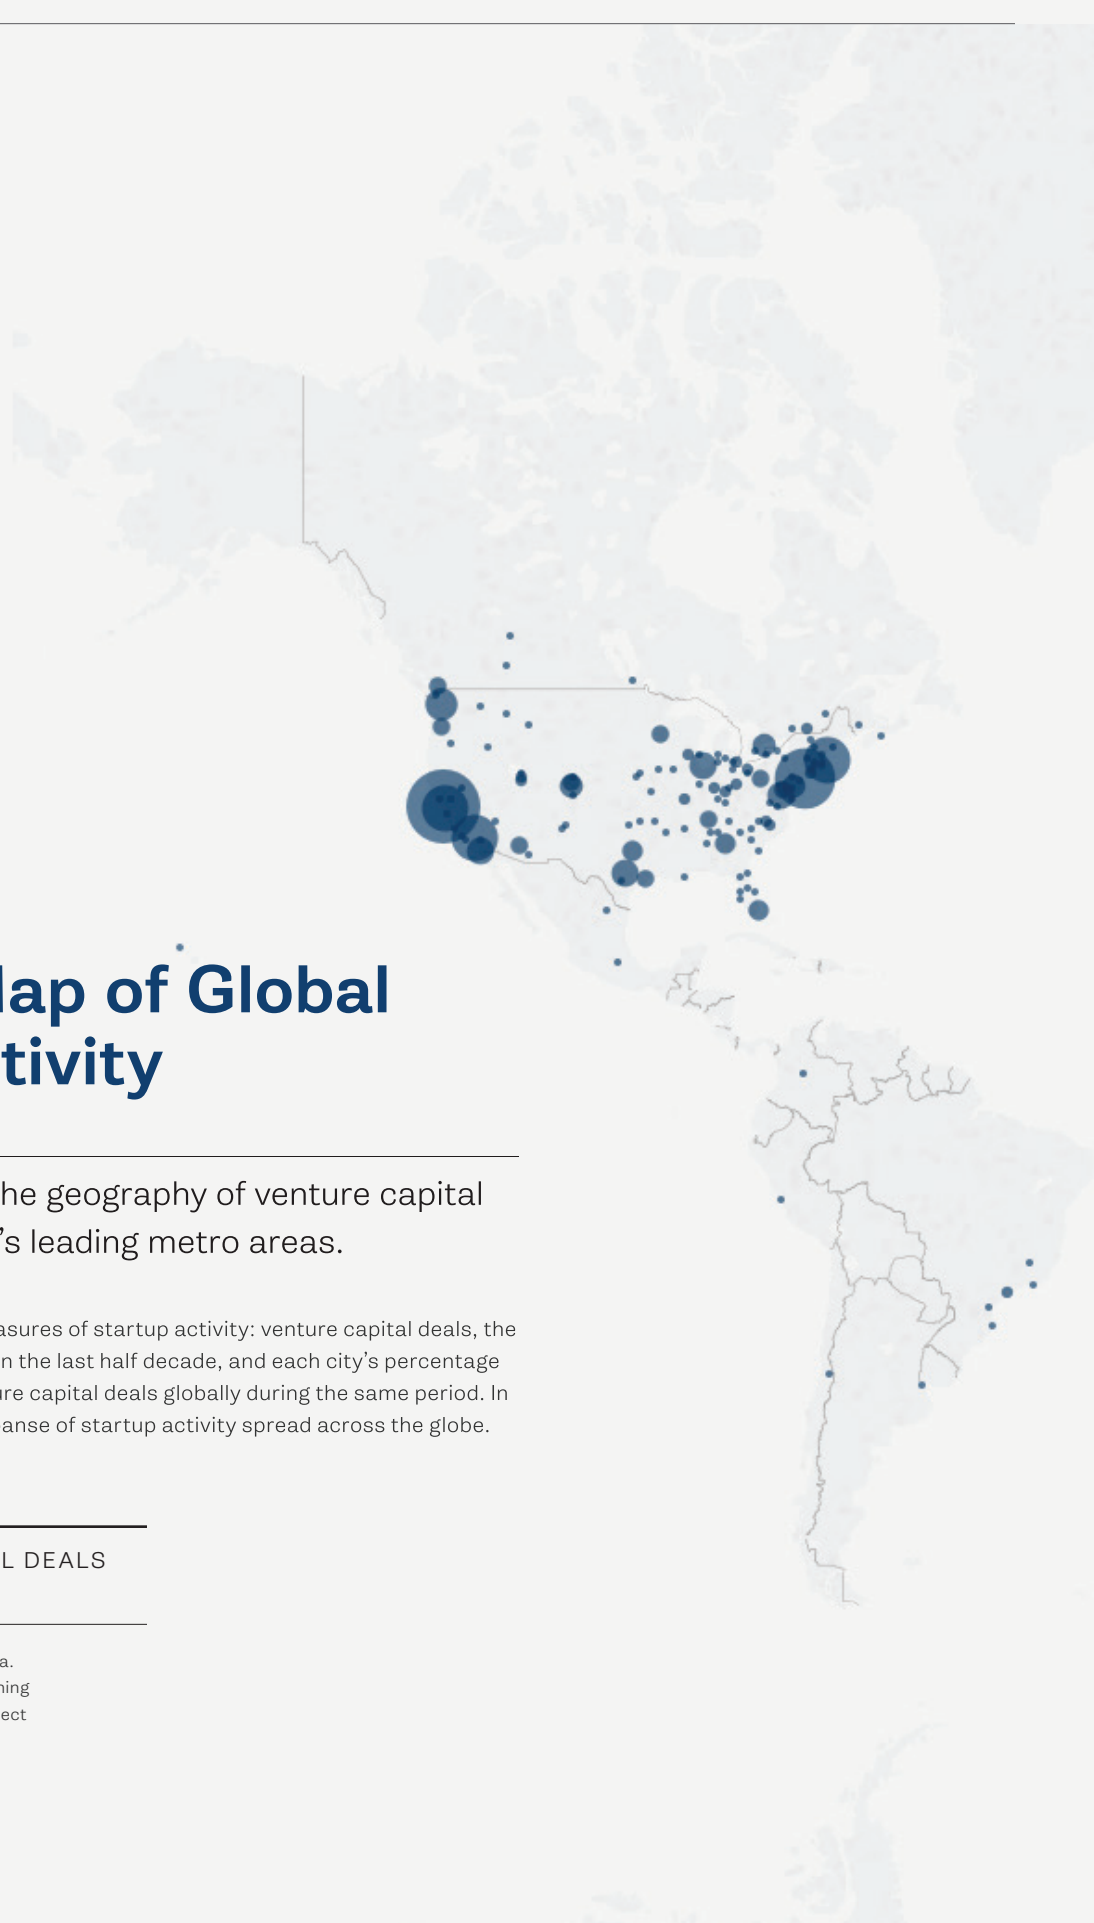 ap of Global
tivity
he geography of venture capital
’s leading metro areas.
asures of startup activity: venture capital deals, the
n the last half decade, and each city’s percentage
ure capital deals globally during the same period. In
anse of startup activity spread across the globe.
L DEALS
a.
ning
ect